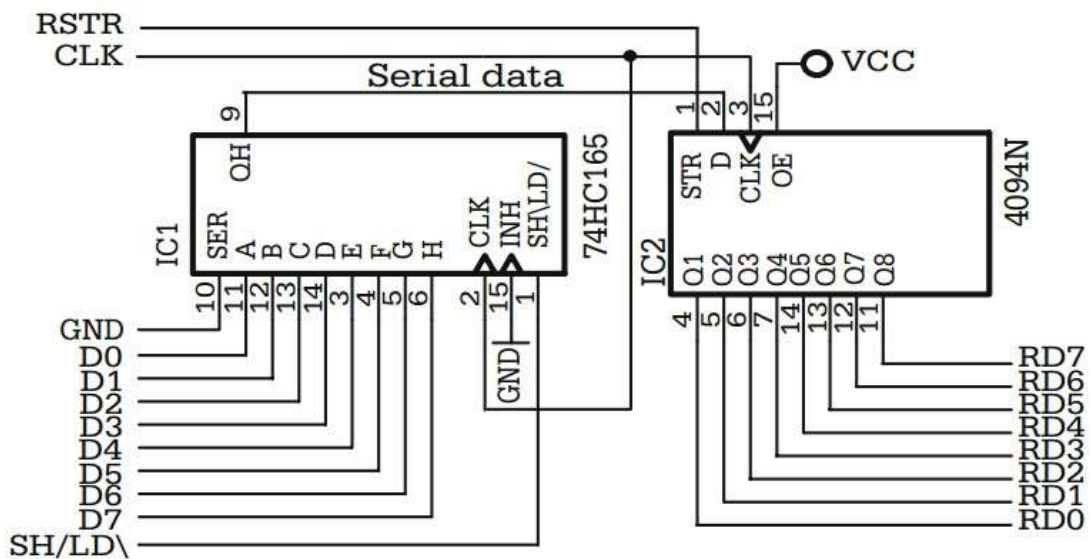 RSTR
CLK
Serial data
VCC
9
1
2
3
15
QH
IC1
SER
A
B
C
D
E
F
G
H
CLK
INH
SH\LD/
74HC165
10
11
12
13
14
3
4
5
6
2
15
1
GND
STR
D
CLK
OE
4094N
IC2
Q1
Q2
Q3
Q4
Q5
Q6
Q7
Q8
4
5
6
7
14
13
12
11
GND
D0
D1
D2
D3
D4
D5
D6
D7
SH/LD\
RD7
RD6
RD5
RD4
RD3
RD2
RD1
RD0